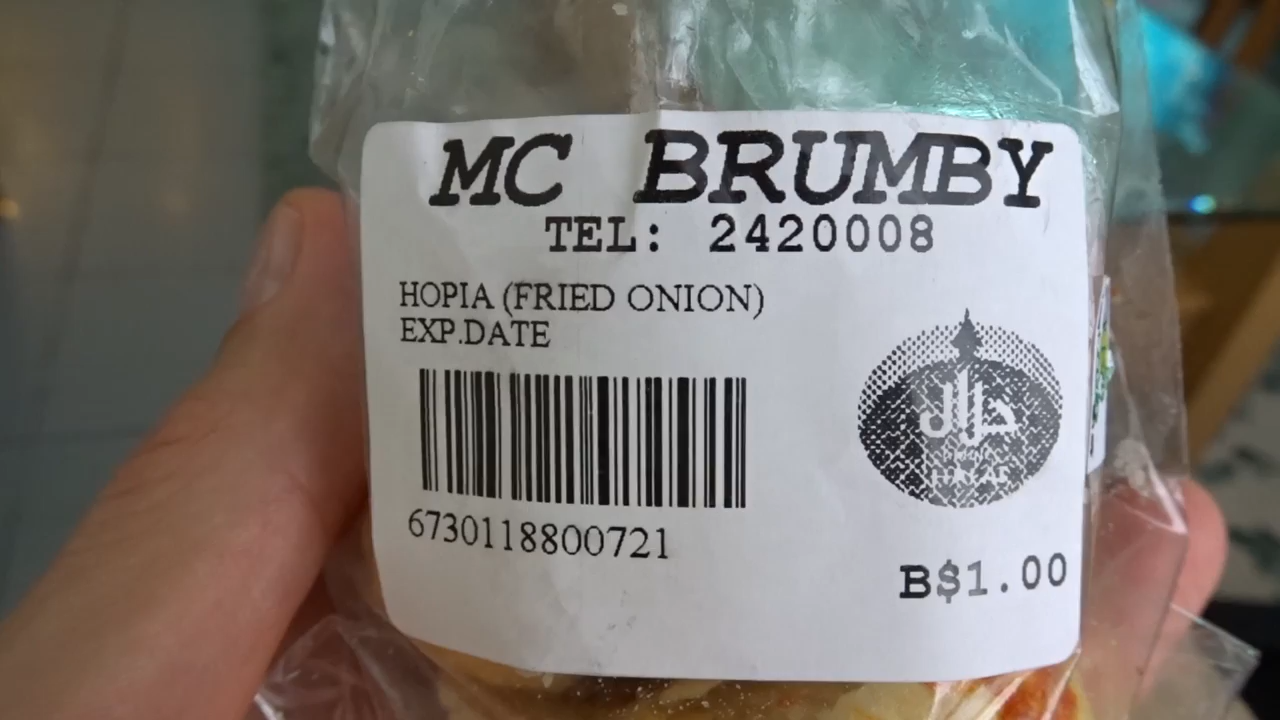 MC BRUMBY
TEL: 2420008
HOPIA (FRIED ONION)
EXP.DATE
حلال
6730118800721
B$1.00